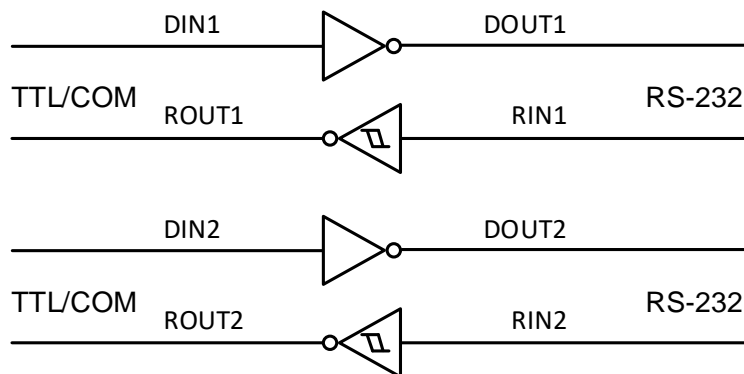 DIN1 DOUT1
TTL/COM RS-232
ROUT1 RIN1
DIN2 DOUT2
TTL/COM RS-232
ROUT2 RIN2